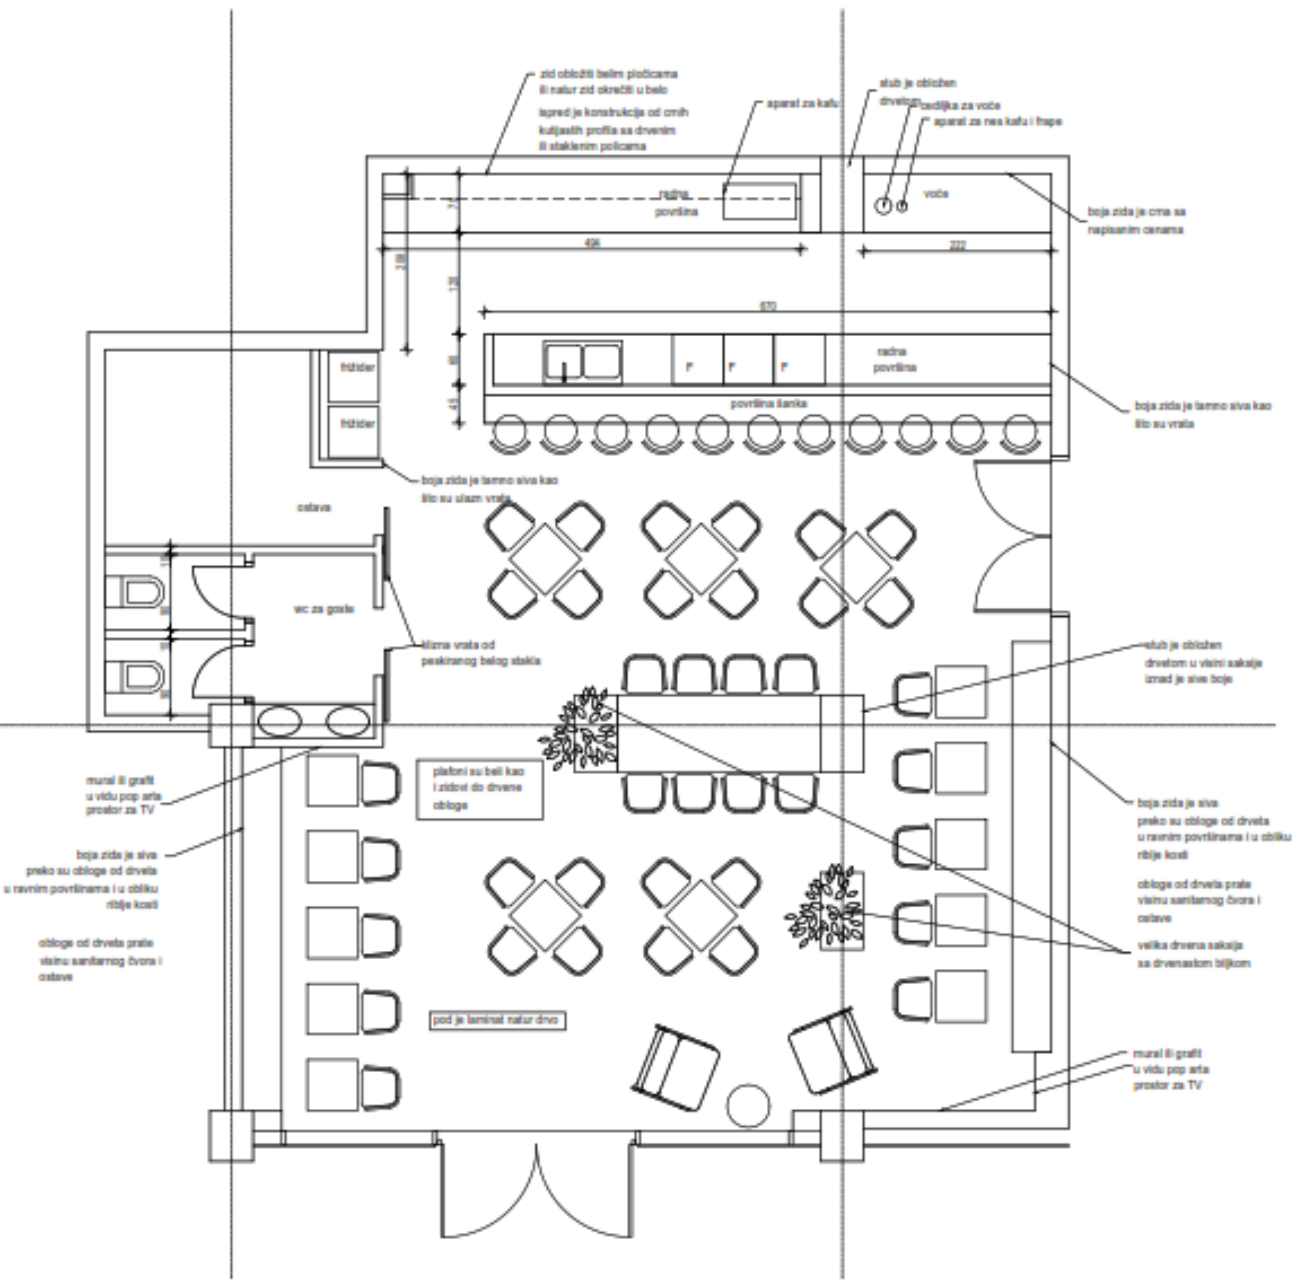 zid obložiti belim pločicama
ili natur zid okrečiti u belo
ispred je konstrukcija od crnih
kutijastih profila sa drvenim
ili staklenim policama
aparat za kafu
stub je obložen
drvetom
cediljka za voće
aparat za nes kafu i frape
radna
površina
voće
boja zida je crna sa
napisanim cenama
494
222
208
120
670
frižider
frižider
F
F
F
radna
površina
površina šanka
45
boja zida je tamno siva kao
što su vrata
boja zida je tamno siva kao
što su ulazn vrata
ostava
wc za goste
klizna vrata od
peskiranog belog stakla
stub je obložen
drvetom u visini saksije
iznad je sive boje
mural ili grafit
u vidu pop arta
prostor za TV
plafoni su beli kao
i zidovi do drvene
obloge
boja zida je siva
preko su obloge od drveta
u ravnim površinama i u obliku
riblje kosti
boja zida je siva
preko su obloge od drveta
u ravnim površinama i u obliku
riblje kosti
obloge od drveta prate
visinu sanitarnog čvora i
ostave
obloge od drveta prate
visinu sanitarnog čvora i
ostave
velika drvena saksija
sa drvenastom biljkom
pod je laminat natur drvo
mural ili grafit
u vidu pop arta
prostor za TV